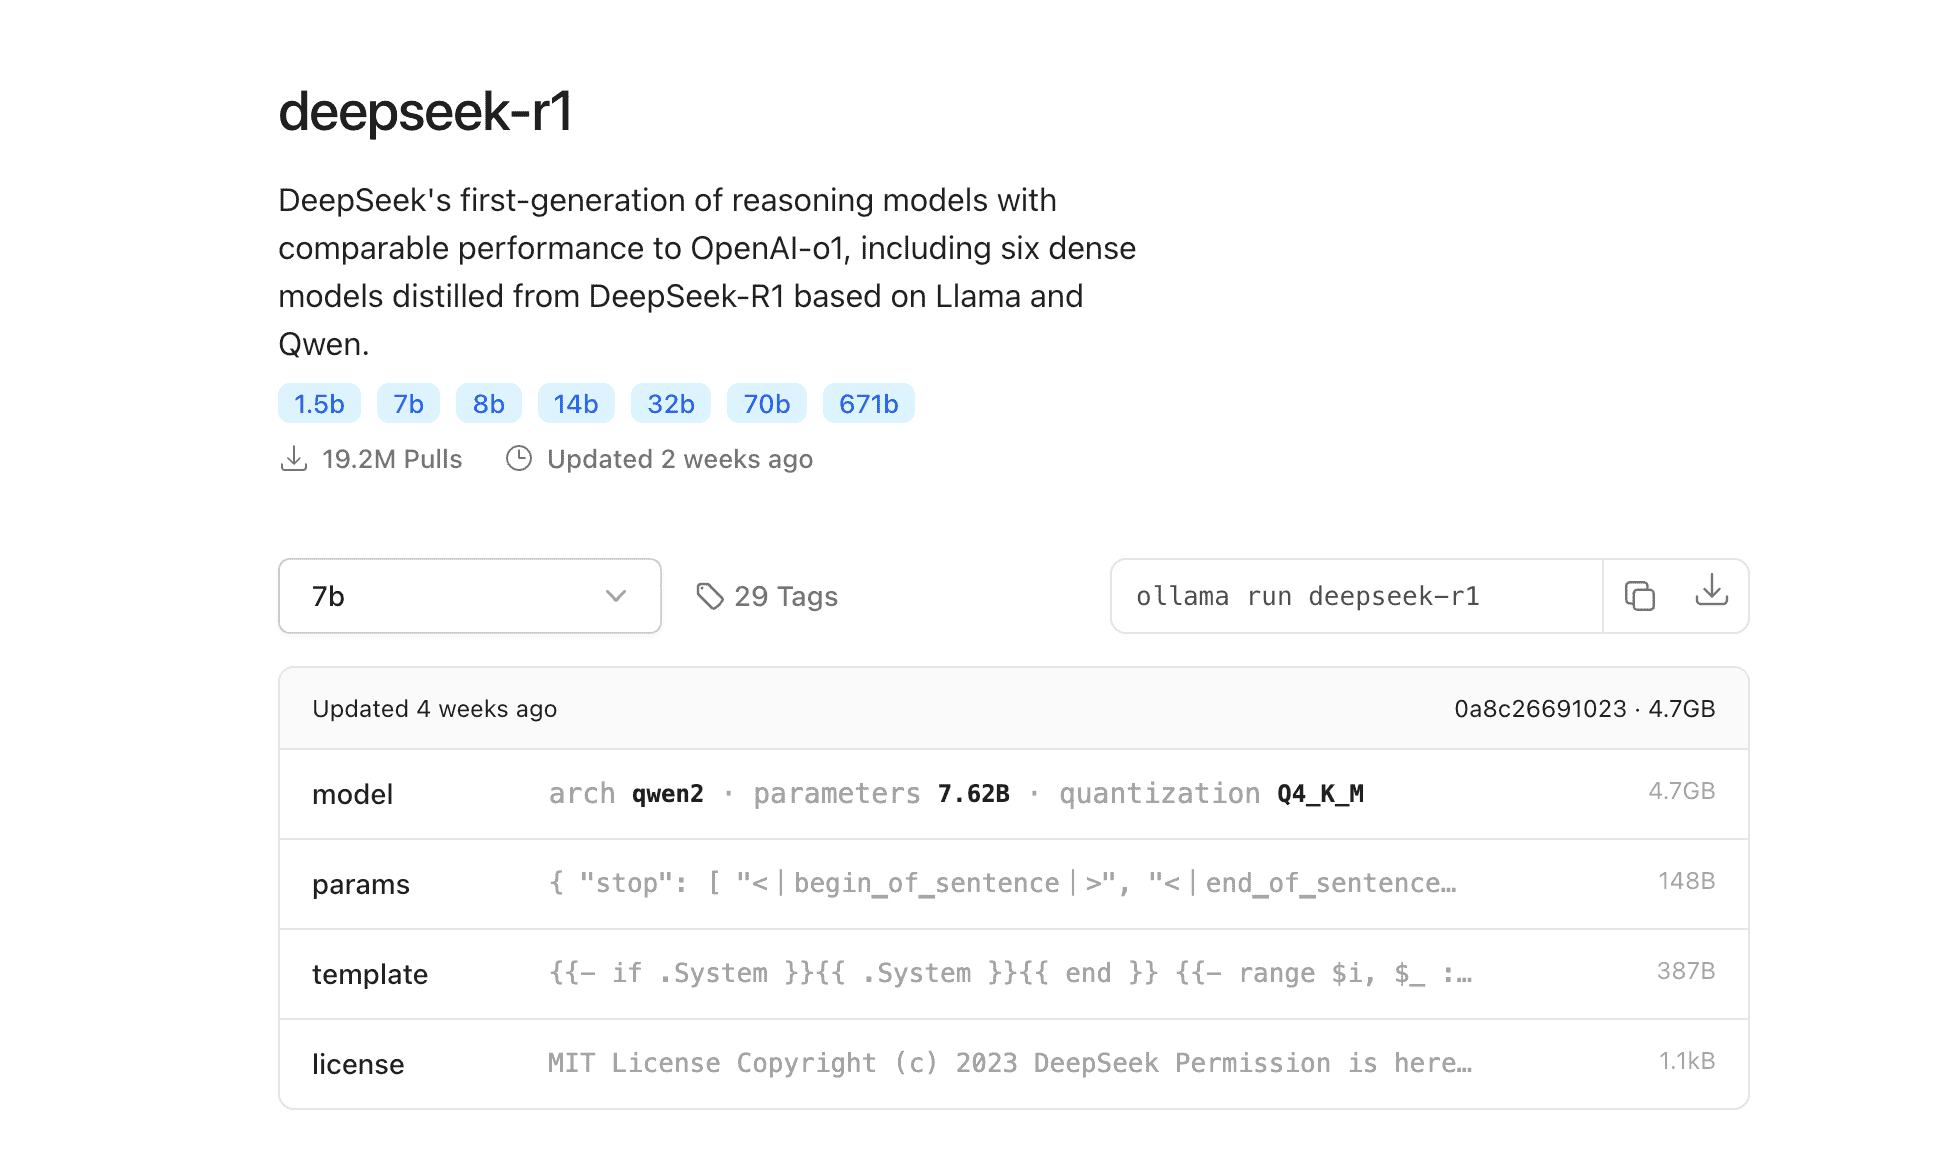 deepseek-r1
DeepSeek's first-generation of reasoning models with
comparable performance to OpenAI-o1, including six dense
models distilled from DeepSeek-R1 based on Llama and
Qwen.
1.5b 7b 8b 14b 32b 70b 671b
19.2M Pulls Updated 2 weeks ago
7b 29 Tags ollama run deepseek-r1
Updated 4 weeks ago 0a8c26691023 · 4.7GB
model arch qwen2 · parameters 7.62B · quantization Q4_K_M 4.7GB
params { "stop": [ "<｜begin_of_sentence｜>", "<｜end_of_sentence… 148B
template {{- if .System }}{{ .System }}{{ end }} {{- range $i, $_ :… 387B
license MIT License Copyright (c) 2023 DeepSeek Permission is here… 1.1kB